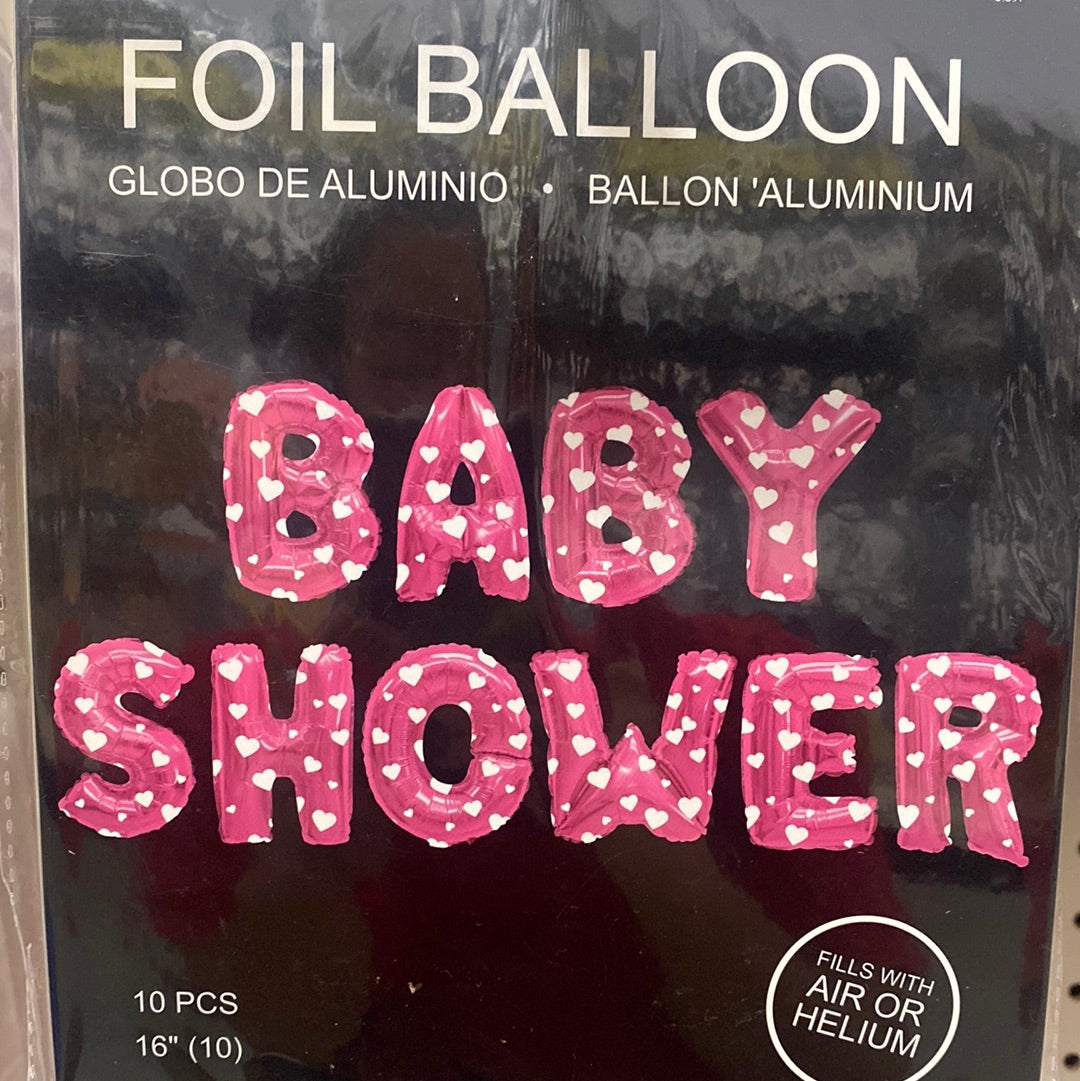 FOIL BALLOON
GLOBO DE ALUMINIO • BALLON 'ALUMINIUM
BABY
SHOWER
10 PCS
16" (10)
FILLS WITH
AIR OR
HELIUM